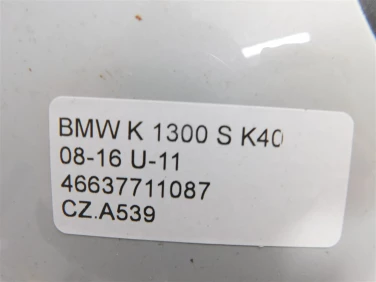 BMW K 1300 S K40
08-16 U-11
46637711087
CZ.A539